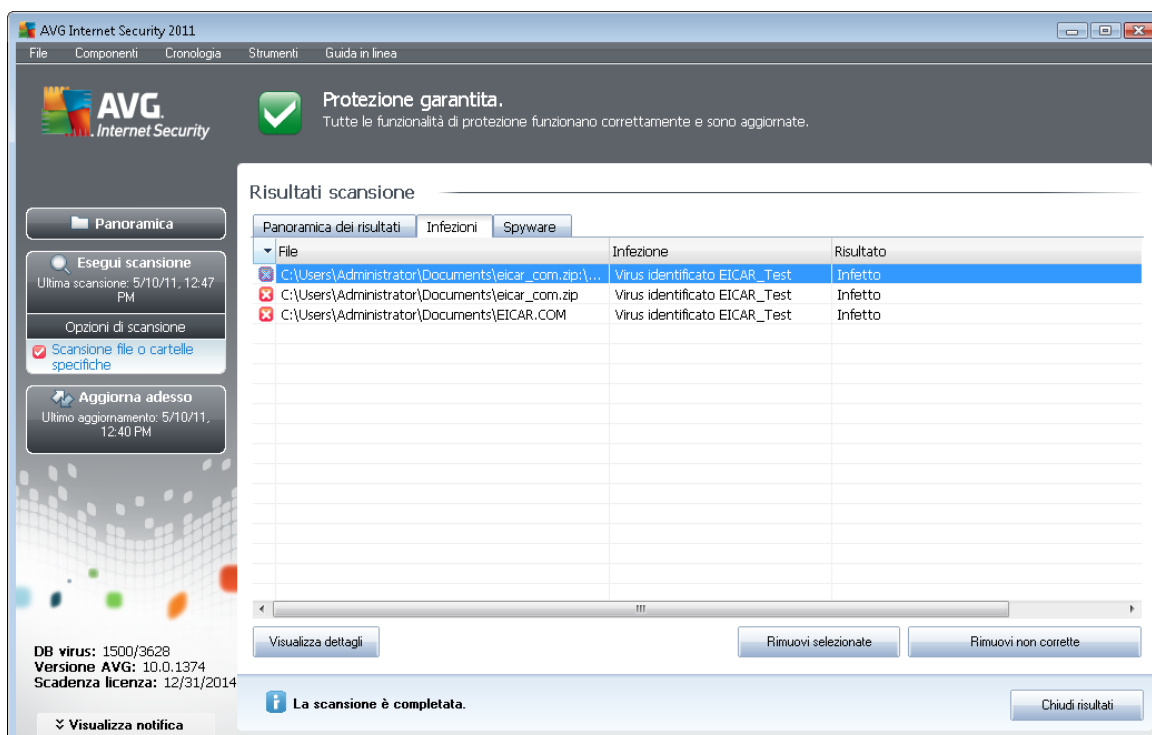 AVG Internet Security 2011
File Componenti Cronologia Strumenti Guida in linea
AVG.
Internet Security
Protezione garantita.
Tutte le funzionalità di protezione funzionano correttamente e sono aggiornate.
Panoramica
Esegui scansione
Ultima scansione: 5/10/11, 12:47
PM
Opzioni di scansione
Scansione file o cartelle
specifiche
Aggiorna adesso
Ultimo aggiornamento: 5/10/11,
12:40 PM
DB virus: 1500/3628
Versione AVG: 10.0.1374
Scadenza licenza: 12/31/2014
Visualizza notifica
Risultati scansione
Panoramica dei risultati Infezioni Spyware
File Infezione Risultato
C:\Users\Administrator\Documents\eicar_com.zip:\... Virus identificato EICAR_Test Infetto
C:\Users\Administrator\Documents\eicar_com.zip Virus identificato EICAR_Test Infetto
C:\Users\Administrator\Documents\EICAR.COM Virus identificato EICAR_Test Infetto
Visualizza dettagli Rimuovi selezionate Rimuovi non corrette
La scansione è completata.
Chiudi risultati